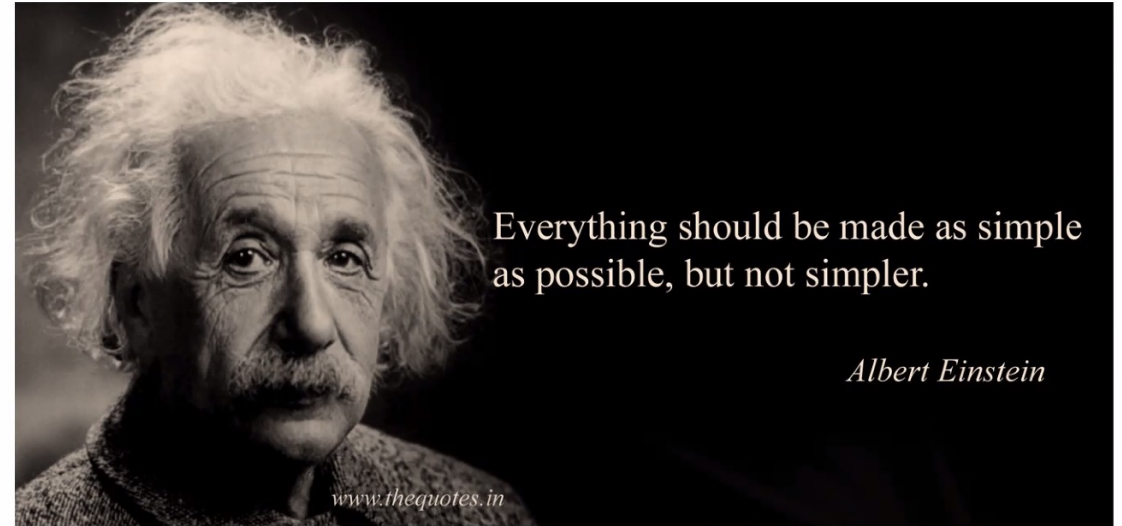 Everything should be made as simple
as possible, but not simpler.
Albert Einstein
www.thequotes.in